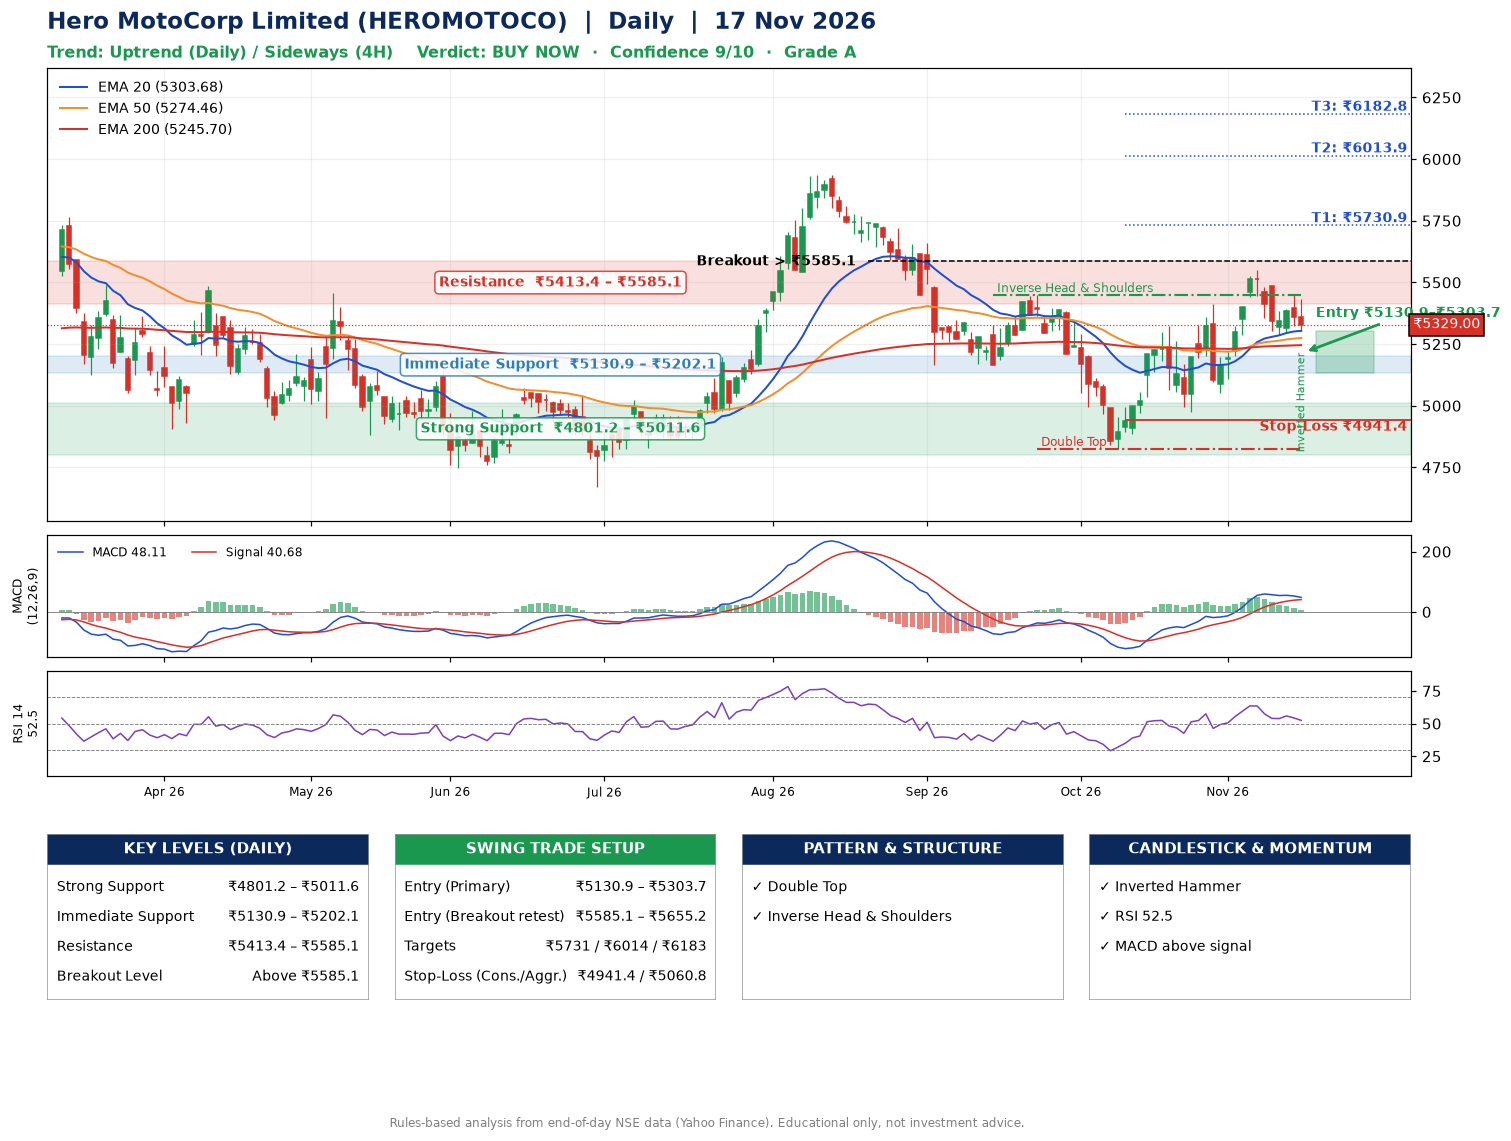 Hero MotoCorp Limited (HEROMOTOCO) | Daily | 17 Nov 2026
Trend: Uptrend (Daily) / Sideways (4H) Verdict: BUY NOW · Confidence 9/10 · Grade A
EMA 20 (5303.68)
EMA 50 (5274.46)
EMA 200 (5245.70)
6250
T3: ₹6182.8
6000
T2: ₹6013.9
5750
T1: ₹5730.9
Breakout > ₹5585.1
5500
Resistance ₹5413.4 – ₹5585.1
Inverse Head & Shoulders
Entry ₹5130.9–₹5303.7
₹5329.00
5250
Immediate Support ₹5130.9 – ₹5202.1
Inverted Hammer
5000
Strong Support ₹4801.2 – ₹5011.6
Stop-Loss ₹4941.4
Double Top
4750
MACD
(12,26,9)
MACD 48.11
Signal 40.68
200
0
RSI 14
52.5
75
50
25
Apr 26
May 26
Jun 26
Jul 26
Aug 26
Sep 26
Oct 26
Nov 26
KEY LEVELS (DAILY)
Strong Support ₹4801.2 – ₹5011.6
Immediate Support ₹5130.9 – ₹5202.1
Resistance ₹5413.4 – ₹5585.1
Breakout Level Above ₹5585.1
SWING TRADE SETUP
Entry (Primary) ₹5130.9 – ₹5303.7
Entry (Breakout retest) ₹5585.1 – ₹5655.2
Targets ₹5731 / ₹6014 / ₹6183
Stop-Loss (Cons./Aggr.) ₹4941.4 / ₹5060.8
PATTERN & STRUCTURE
✓ Double Top
✓ Inverse Head & Shoulders
CANDLESTICK & MOMENTUM
✓ Inverted Hammer
✓ RSI 52.5
✓ MACD above signal
Rules-based analysis from end-of-day NSE data (Yahoo Finance). Educational only, not investment advice.